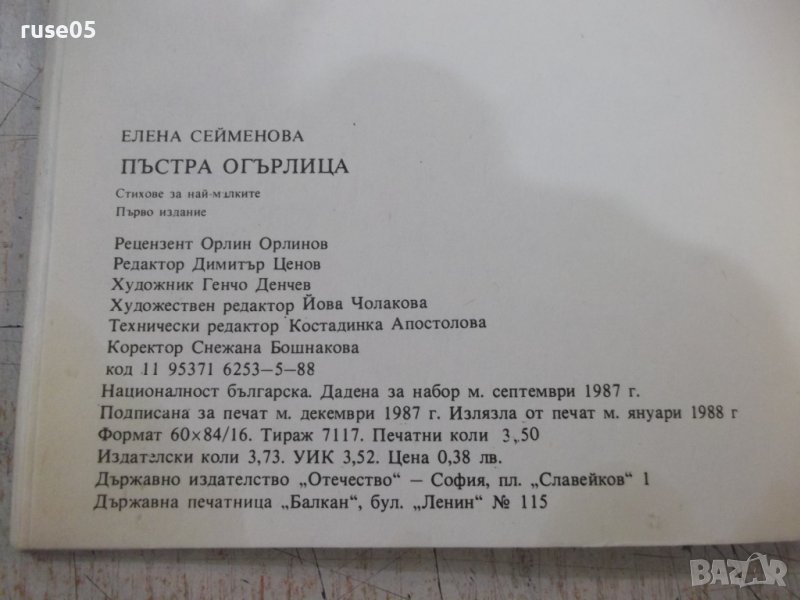 ruse05
ЕЛЕНА СЕЙМЕНОВА
ПЪСТРА ОГЪРЛИЦА
Стихове за най-малките
Първо издание
Рецензент Орлин Орлинов
Редактор Димитър Ценов
Художник Генчо Денчев
Художествен редактор Йова Чолакова
Технически редактор Костадинка Апостолова
Коректор Снежана Бошнакова
код 11 95371 6253–5–88
Националност българска. Дадена за набор м. септември 1987 г.
Подписана за печат м. декември 1987 г. Излязла от печат м. януари 1988 г
Формат 60×84/16. Тираж 7117. Печатни коли 3,50
Издателски коли 3,73. УИК 3,52. Цена 0,38 лв.
Държавно издателство „Отечество“ – София, пл. „Славейков“ 1
Държавна печатница „Балкан“, бул. „Ленин“ № 115
BAZAR
bg